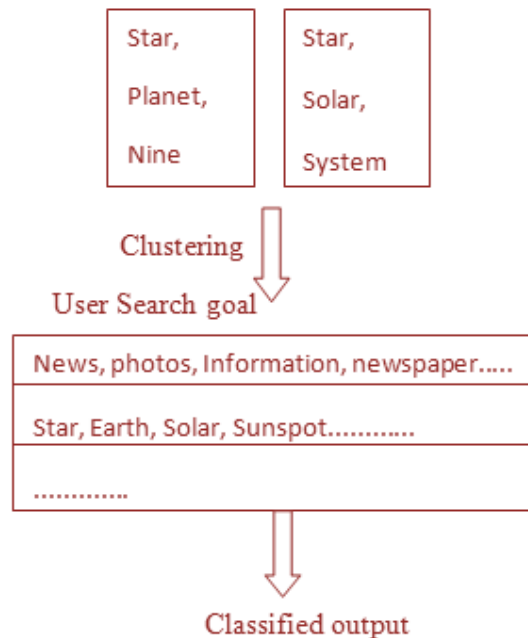 Star,
Planet,
Nine
Star,
Solar,
System
Clustering
User Search goal
News, photos, Information, newspaper.....
Star, Earth, Solar, Sunspot............
.............
Classified output